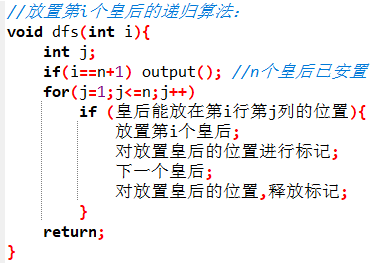 //放置第i个皇后的递归算法：
void dfs(int i){
int j;
if(i==n+1) output(); //n个皇后已安置
for(j=1;j<=n;j++)
if (皇后能放在第i行第j列的位置){
放置第i个皇后;
对放置皇后的位置进行标记;
下一个皇后;
对放置皇后的位置,释放标记;
}
return;
}